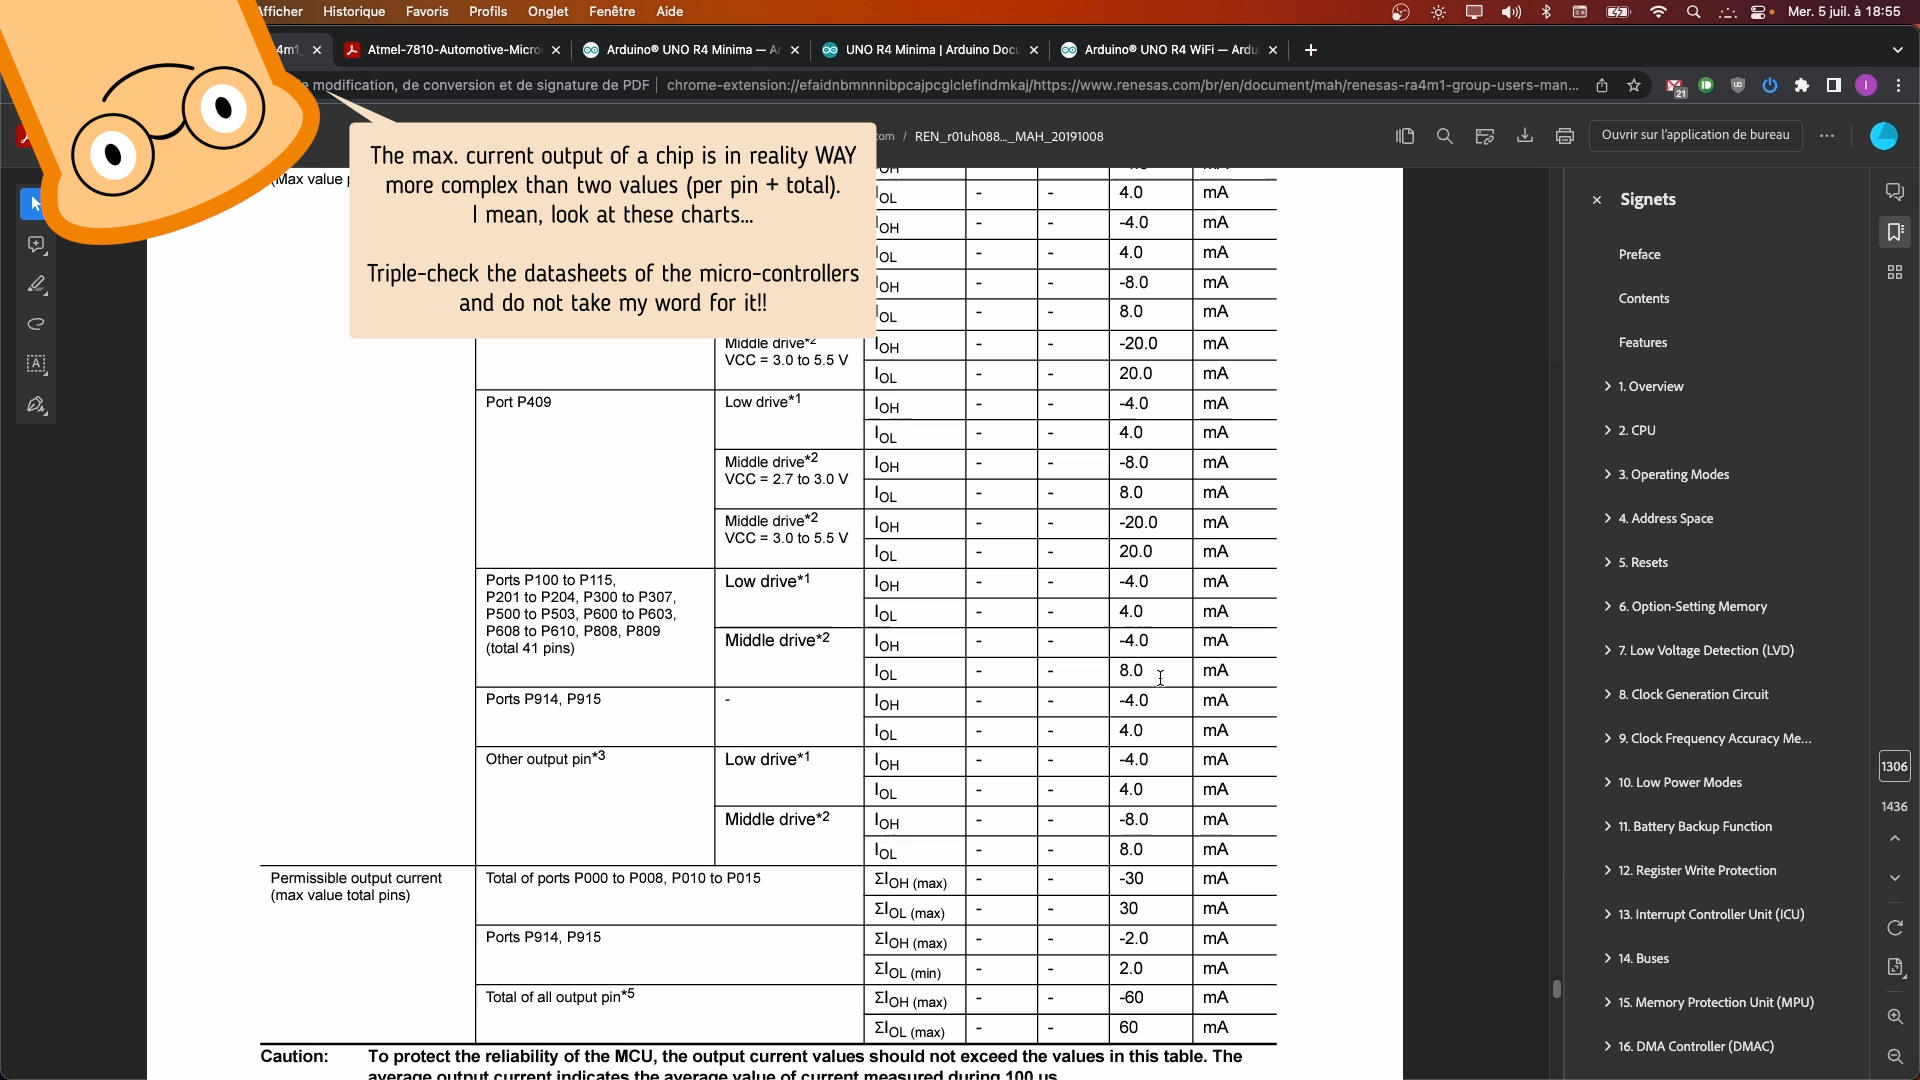 Afficher Historique Favoris Profils Onglet Fenêtre Aide
Mer. 5 juil. à 18:55
4m1
Atmel-7810-Automotive-Micro
Arduino® UNO R4 Minima — A
UNO R4 Minima | Arduino Doc
Arduino® UNO R4 WiFi — Ardu
modification, de conversion et de signature de PDF
chrome-extension://efaidnbmnnnibpcajpcglclefindmkaj/https://www.renesas.com/br/en/document/mah/renesas-ra4m1-group-users-man...
21
I
com / REN_r01uh088..._MAH_20191008
Ouvrir sur l'application de bureau
The max. current output of a chip is in reality WAY
more complex than two values (per pin + total).
I mean, look at these charts...
Triple-check the datasheets of the micro-controllers
and do not take my word for it!!
(Max value p
IOL - - 4.0 mA
IOH - - -4.0 mA
IOL - - 4.0 mA
IOH - - -8.0 mA
IOL - - 8.0 mA
Middle drive*2
VCC = 3.0 to 5.5 V
IOH - - -20.0 mA
IOL - - 20.0 mA
Port P409
Low drive*1
IOH - - -4.0 mA
IOL - - 4.0 mA
Middle drive*2
VCC = 2.7 to 3.0 V
IOH - - -8.0 mA
IOL - - 8.0 mA
Middle drive*2
VCC = 3.0 to 5.5 V
IOH - - -20.0 mA
IOL - - 20.0 mA
Ports P100 to P115,
P201 to P204, P300 to P307,
P500 to P503, P600 to P603,
P608 to P610, P808, P809
(total 41 pins)
Low drive*1
IOH - - -4.0 mA
IOL - - 4.0 mA
Middle drive*2
IOH - - -4.0 mA
IOL - - 8.0 mA
Ports P914, P915
-
IOH - - -4.0 mA
IOL - - 4.0 mA
Other output pin*3
Low drive*1
IOH - - -4.0 mA
IOL - - 4.0 mA
Middle drive*2
IOH - - -8.0 mA
IOL - - 8.0 mA
Permissible output current
(max value total pins)
Total of ports P000 to P008, P010 to P015
ΣIOH (max) - - -30 mA
ΣIOL (max) - - 30 mA
Ports P914, P915
ΣIOH (max) - - -2.0 mA
ΣIOL (min) - - 2.0 mA
Total of all output pin*5
ΣIOH (max) - - -60 mA
ΣIOL (max) - - 60 mA
Caution: To protect the reliability of the MCU, the output current values should not exceed the values in this table. The
average output current indicates the average value of current measured during 100 µs.
Signets
Preface
Contents
Features
1. Overview
2. CPU
3. Operating Modes
4. Address Space
5. Resets
6. Option-Setting Memory
7. Low Voltage Detection (LVD)
8. Clock Generation Circuit
9. Clock Frequency Accuracy Me...
10. Low Power Modes
11. Battery Backup Function
12. Register Write Protection
13. Interrupt Controller Unit (ICU)
14. Buses
15. Memory Protection Unit (MPU)
16. DMA Controller (DMAC)
1306
1436